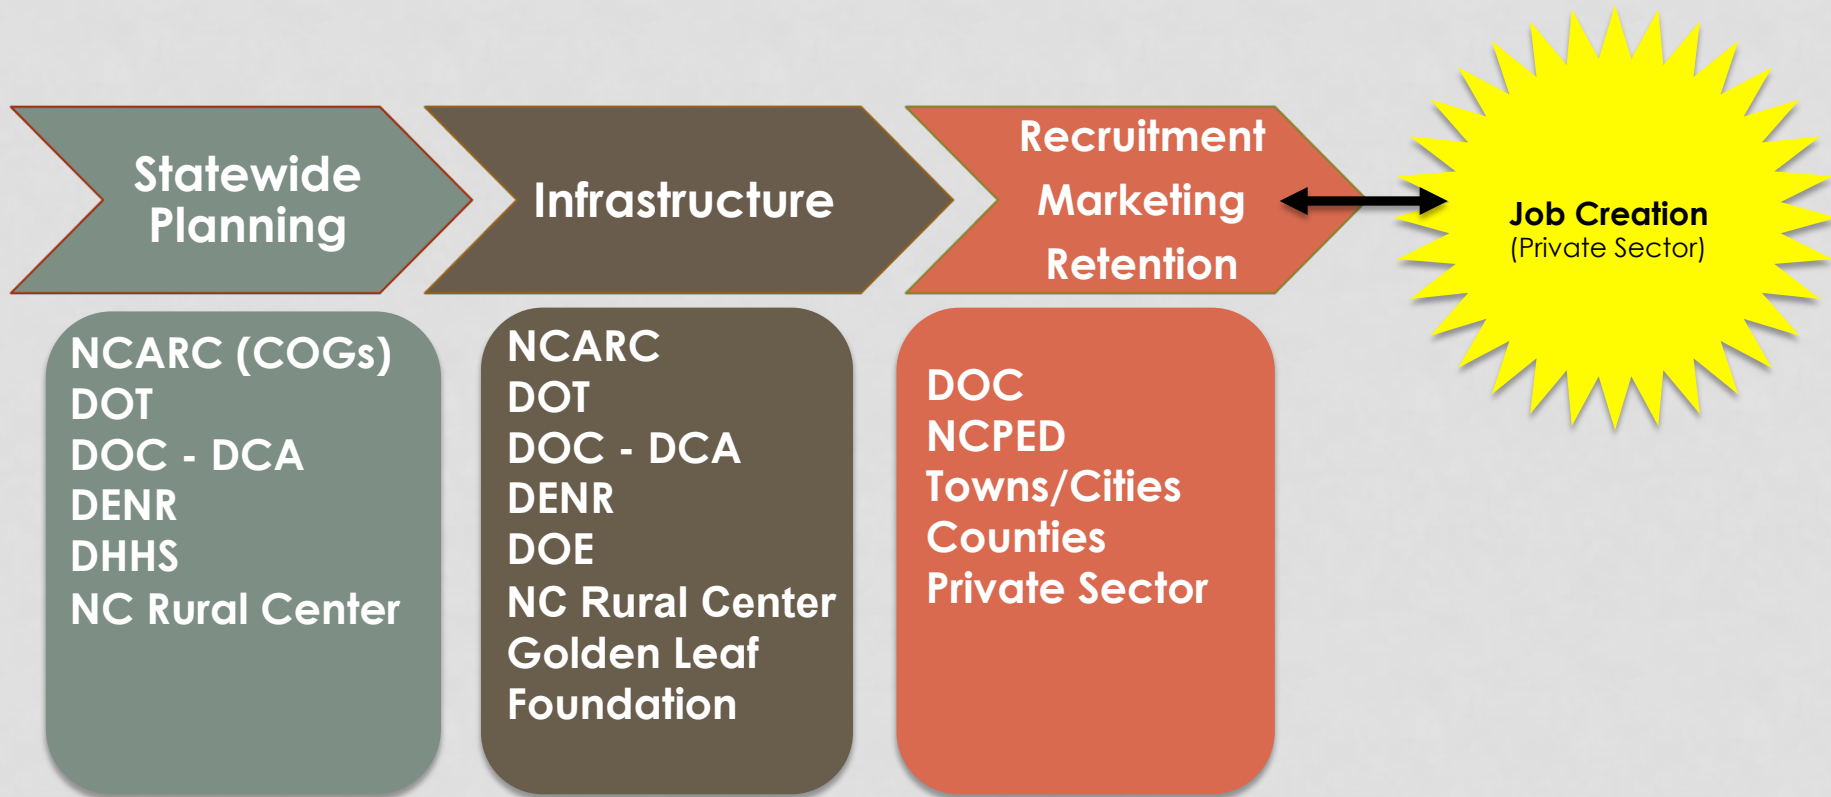 Statewide
Planning
Infrastructure
Recruitment
Marketing
Retention
Job Creation
(Private Sector)
NCARC (COGs)
DOT
DOC - DCA
DENR
DHHS
NC Rural Center
NCARC
DOT
DOC - DCA
DENR
DOE
NC Rural Center
Golden Leaf
Foundation
DOC
NCPED
Towns/Cities
Counties
Private Sector